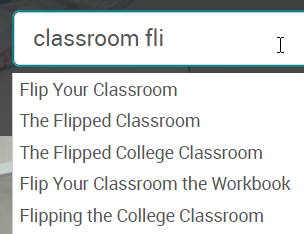 classroom fli
Flip Your Classroom
The Flipped Classroom
The Flipped College Classroom
Flip Your Classroom the Workbook
Flipping the College Classroom